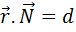 r⃗.N⃗ = d